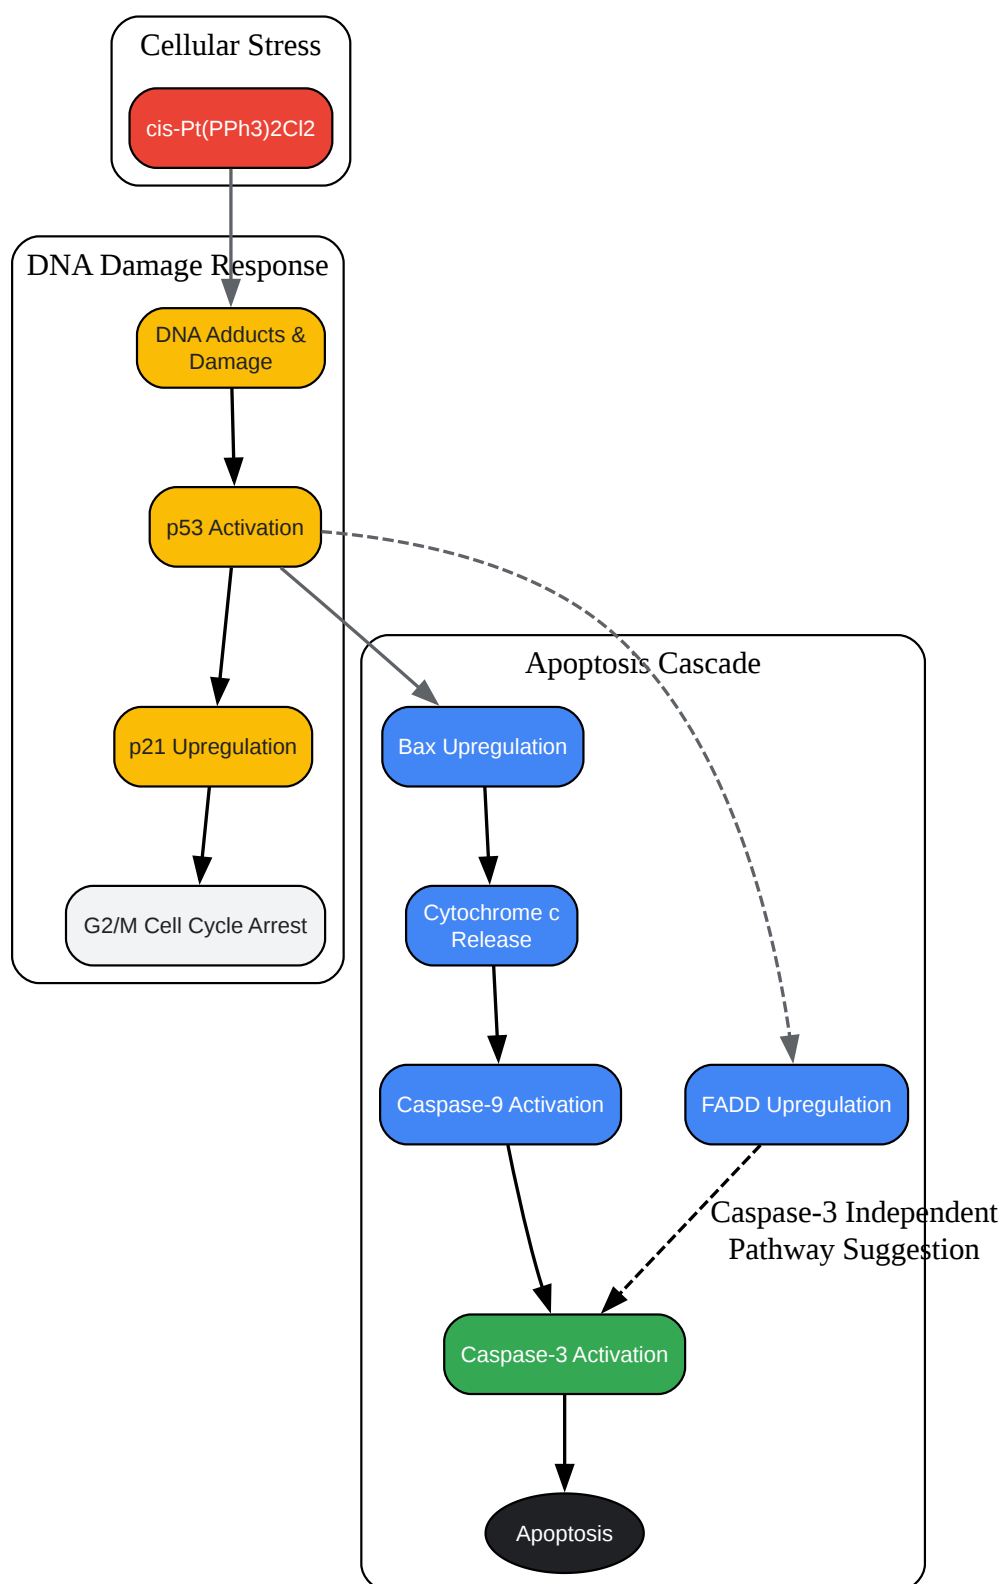 Cellular Stress
cis-Pt(PPh3)2Cl2
DNA Damage Response
DNA Adducts &
Damage
p53 Activation
p21 Upregulation
G2/M Cell Cycle Arrest
Apoptosis Cascade
Bax Upregulation
Cytochrome c
Release
Caspase-9 Activation
FADD Upregulation
Caspase-3 Independent
Pathway Suggestion
Caspase-3 Activation
Apoptosis